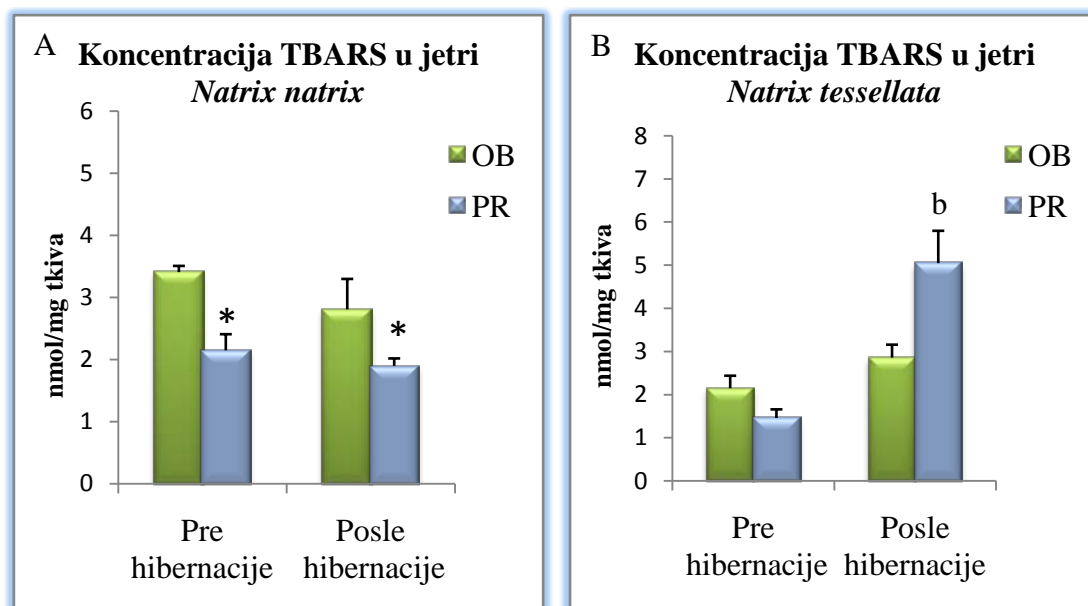 A
Koncentracija TBARS u jetri
Natrix natrix
6
5
4
3
2
1
0
nmol/mg tkiva
OB
PR
*
*
Pre
hibernacije
Posle
hibernacije
B
Koncentracija TBARS u jetri
Natrix tessellata
8
7
6
5
4
3
2
1
0
nmol/mg tkiva
OB
PR
b
Pre
hibernacije
Posle
hibernacije